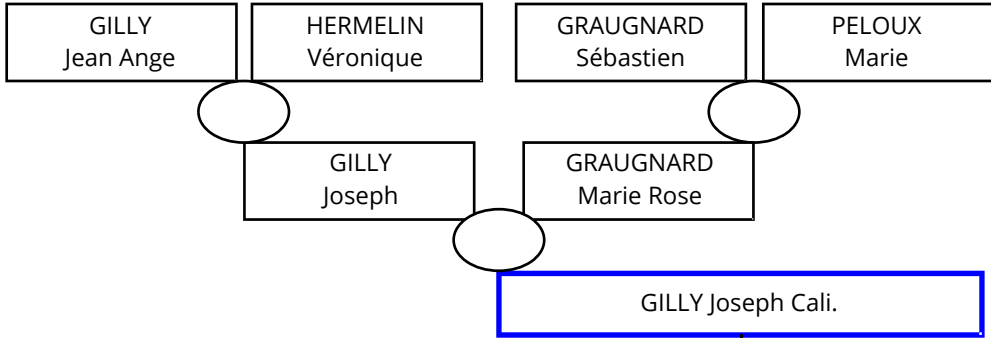 GILLY
Jean Ange
HERMELIN
Véronique
GRAUGNARD
Sébastien
PELOUX
Marie
GILLY
Joseph
GRAUGNARD
Marie Rose
GILLY Joseph Cali.